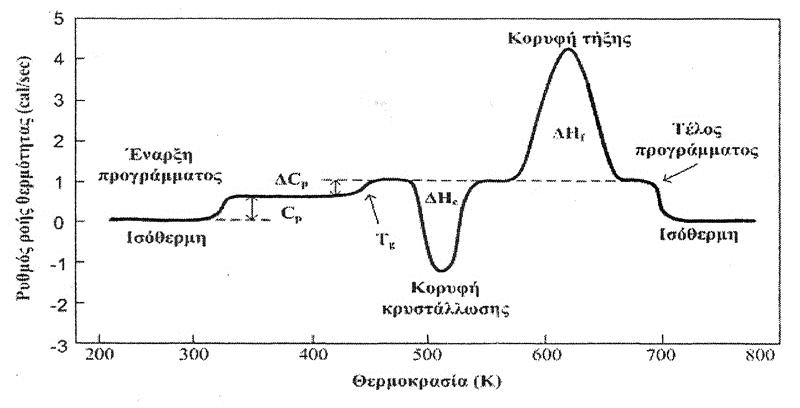 Ρυθμός ροής θερμότητας (cal/sec)
5
4
3
2
1
0
-1
-2
-3
Κορυφή τήξης
ΔHf
Τέλος
προγράμματος
Έναρξη
προγράμματος
ΔCp
Cp
Tg
ΔHc
Ισόθερμη
Ισόθερμη
Κορυφή
κρυστάλλωσης
200
300
400
500
600
700
800
Θερμοκρασία (K)